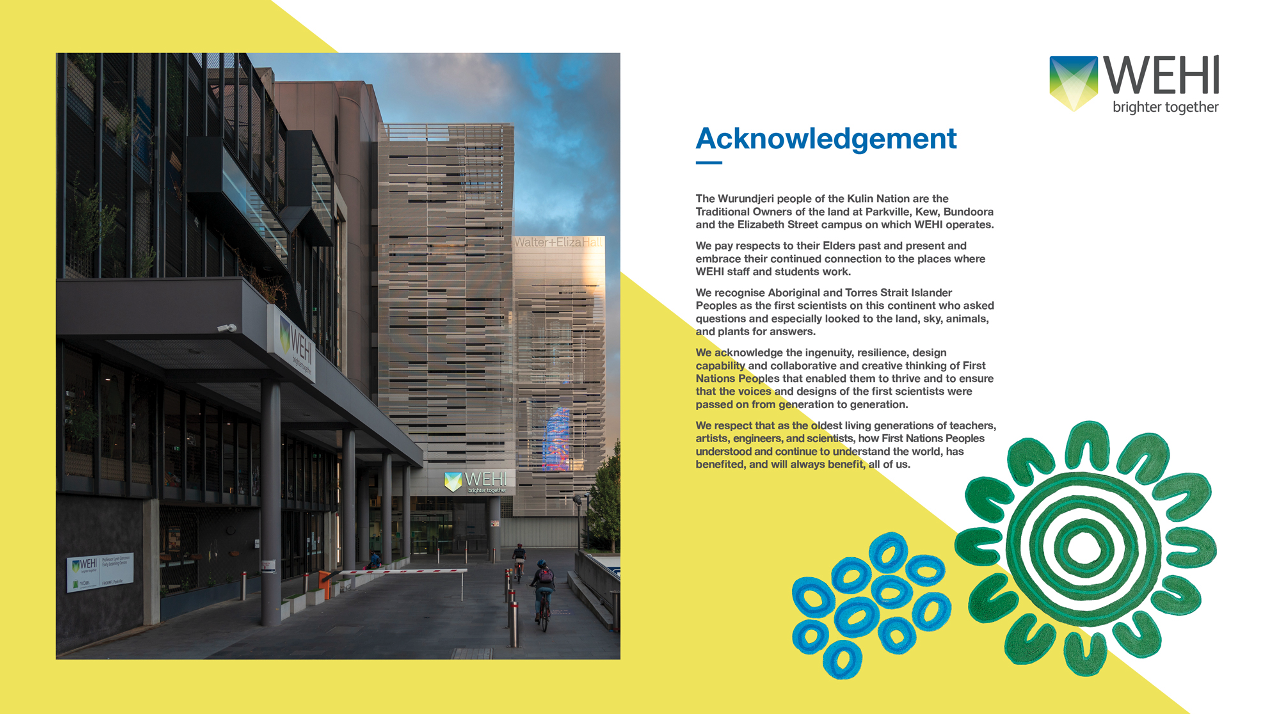 WEHI
brighter together
Acknowledgement
The Wurundjeri people of the Kulin Nation are the
Traditional Owners of the land at Parkville, Kew, Bundoora
and the Elizabeth Street campus on which WEHI operates.
We pay respects to their Elders past and present and
embrace their continued connection to the places where
WEHI staff and students work.
We recognise Aboriginal and Torres Strait Islander
Peoples as the first scientists on this continent who asked
questions and especially looked to the land, sky, animals,
and plants for answers.
We acknowledge the ingenuity, resilience, design
capability and collaborative and creative thinking of First
Nations Peoples that enabled them to thrive and to ensure
that the voices and designs of the first scientists were
passed on from generation to generation.
We respect that as the oldest living generations of teachers,
artists, engineers, and scientists, how First Nations Peoples
understood and continue to understand the world, has
benefited, and will always benefit, all of us.
Walter+ElizaHall
WEHI
WEHI
brighter together
WEHI